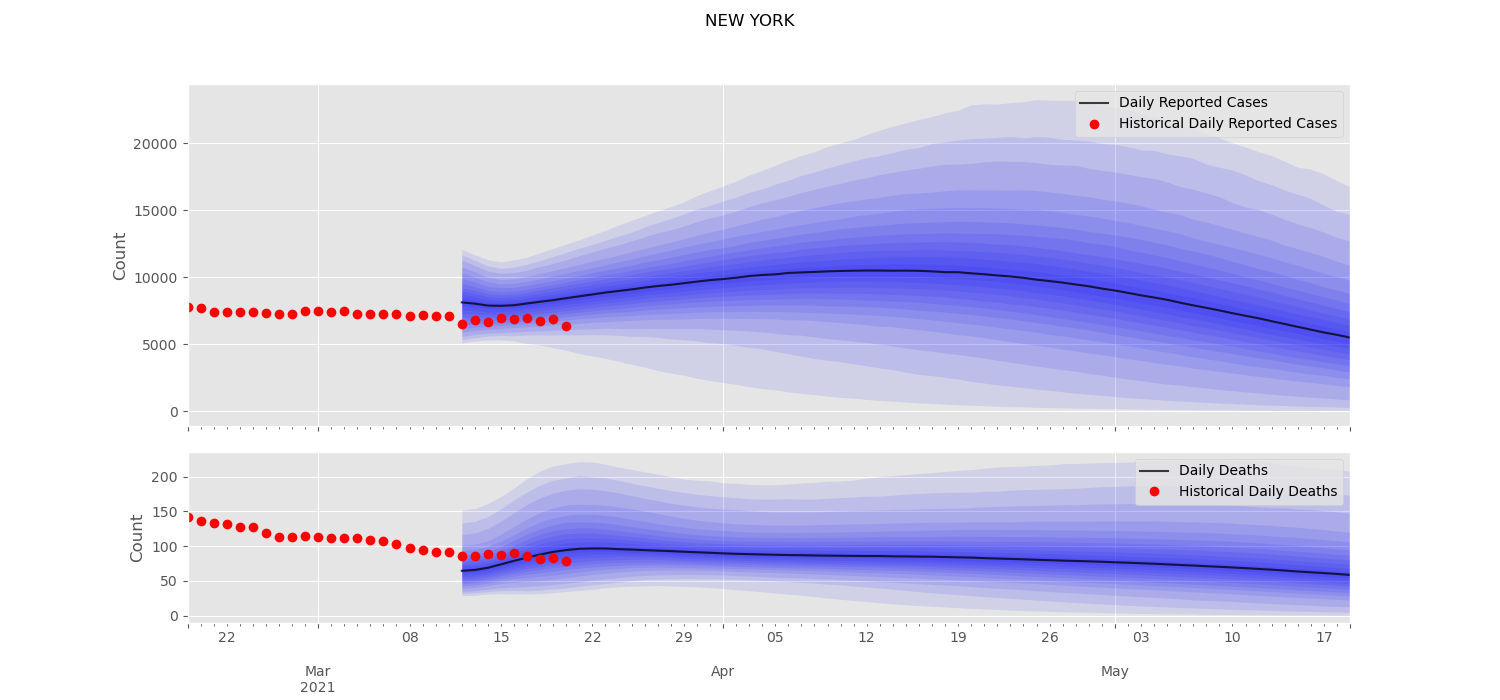 NEW YORK
Daily Reported Cases
Historical Daily Reported Cases
Count
20000
15000
10000
5000
0
Daily Deaths
Historical Daily Deaths
Count
200
150
100
50
0
22 08 15 22 29 05 12 19 26 03 10 17
Mar Apr May
2021